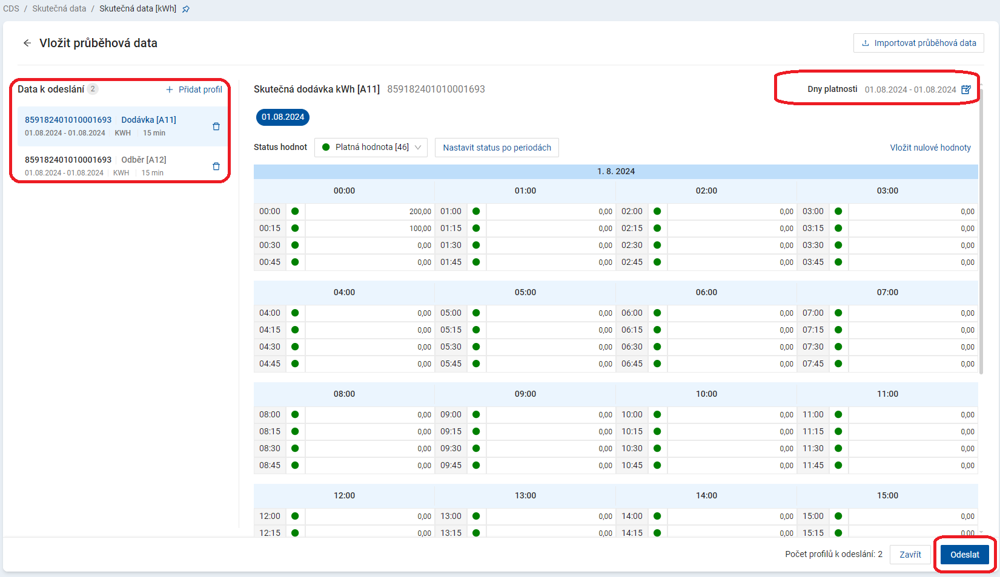 CDS / Skutečná data / Skutečná data [kWh]
Vložit průběhová data
Importovat průběhová data
Data k odeslání 2
Přidat profil
859182401010001693 Dodávka [A11]
01.08.2024 - 01.08.2024 KWH 15 min
859182401010001693 Odběr [A12]
01.08.2024 - 01.08.2024 KWH 15 min
Skutečná dodávka kWh [A11] 859182401010001693
Dny platnosti 01.08.2024 - 01.08.2024
01.08.2024
Status hodnot Platná hodnota [46] Nastavit status po periodách Vložit nulové hodnoty
1. 8. 2024
00:00 01:00 02:00 03:00
00:00 200,00 01:00 0,00 02:00 0,00 03:00 0,00
00:15 100,00 01:15 0,00 02:15 0,00 03:15 0,00
00:30 0,00 01:30 0,00 02:30 0,00 03:30 0,00
00:45 0,00 01:45 0,00 02:45 0,00 03:45 0,00
04:00 05:00 06:00 07:00
04:00 0,00 05:00 0,00 06:00 0,00 07:00 0,00
04:15 0,00 05:15 0,00 06:15 0,00 07:15 0,00
04:30 0,00 05:30 0,00 06:30 0,00 07:30 0,00
04:45 0,00 05:45 0,00 06:45 0,00 07:45 0,00
08:00 09:00 10:00 11:00
08:00 0,00 09:00 0,00 10:00 0,00 11:00 0,00
08:15 0,00 09:15 0,00 10:15 0,00 11:15 0,00
08:30 0,00 09:30 0,00 10:30 0,00 11:30 0,00
08:45 0,00 09:45 0,00 10:45 0,00 11:45 0,00
12:00 13:00 14:00 15:00
12:00 0,00 13:00 0,00 14:00 0,00 15:00 0,00
12:15 0,00 13:15 0,00 14:15 0,00 15:15 0,00
Počet profilů k odeslání: 2 Zavřít Odeslat